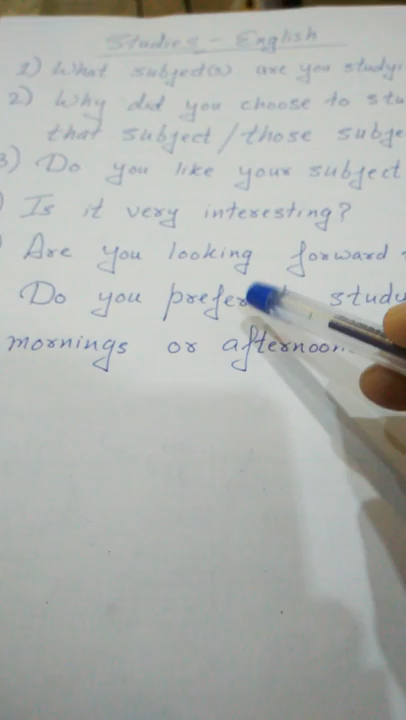 Studies - English
1) What subject(s) are you study
2) Why did you choose to stu
that subject / those subje
3) Do you like your subject
) Is it very interesting?
Are you looking forward
Do you prefer study
mornings or afternoon